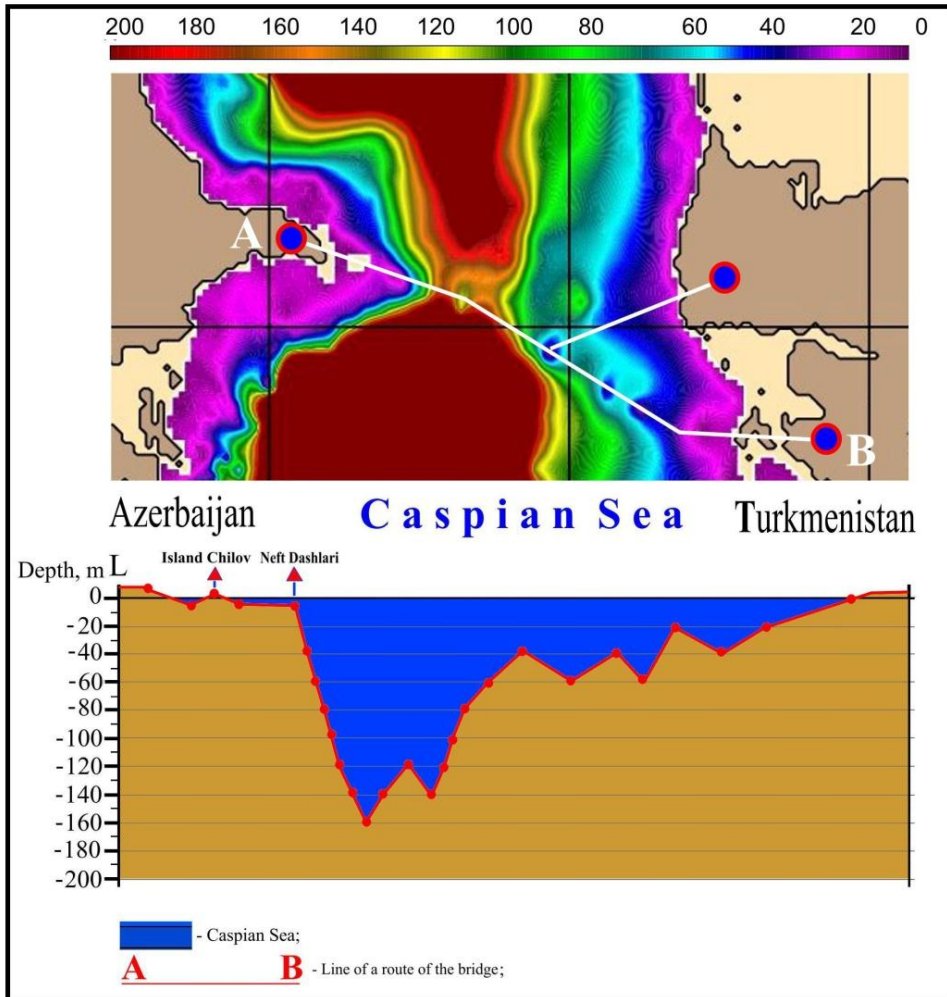 200 180 160 140 120 100 80 60 40 20 0
A
B
Azerbaijan Caspian Sea Turkmenistan
Island Chilov Neft Dashlari
Depth, m L
0
-20
-40
-60
-80
-100
-120
-140
-160
-180
-200
- Caspian Sea;
A B - Line of a route of the bridge;